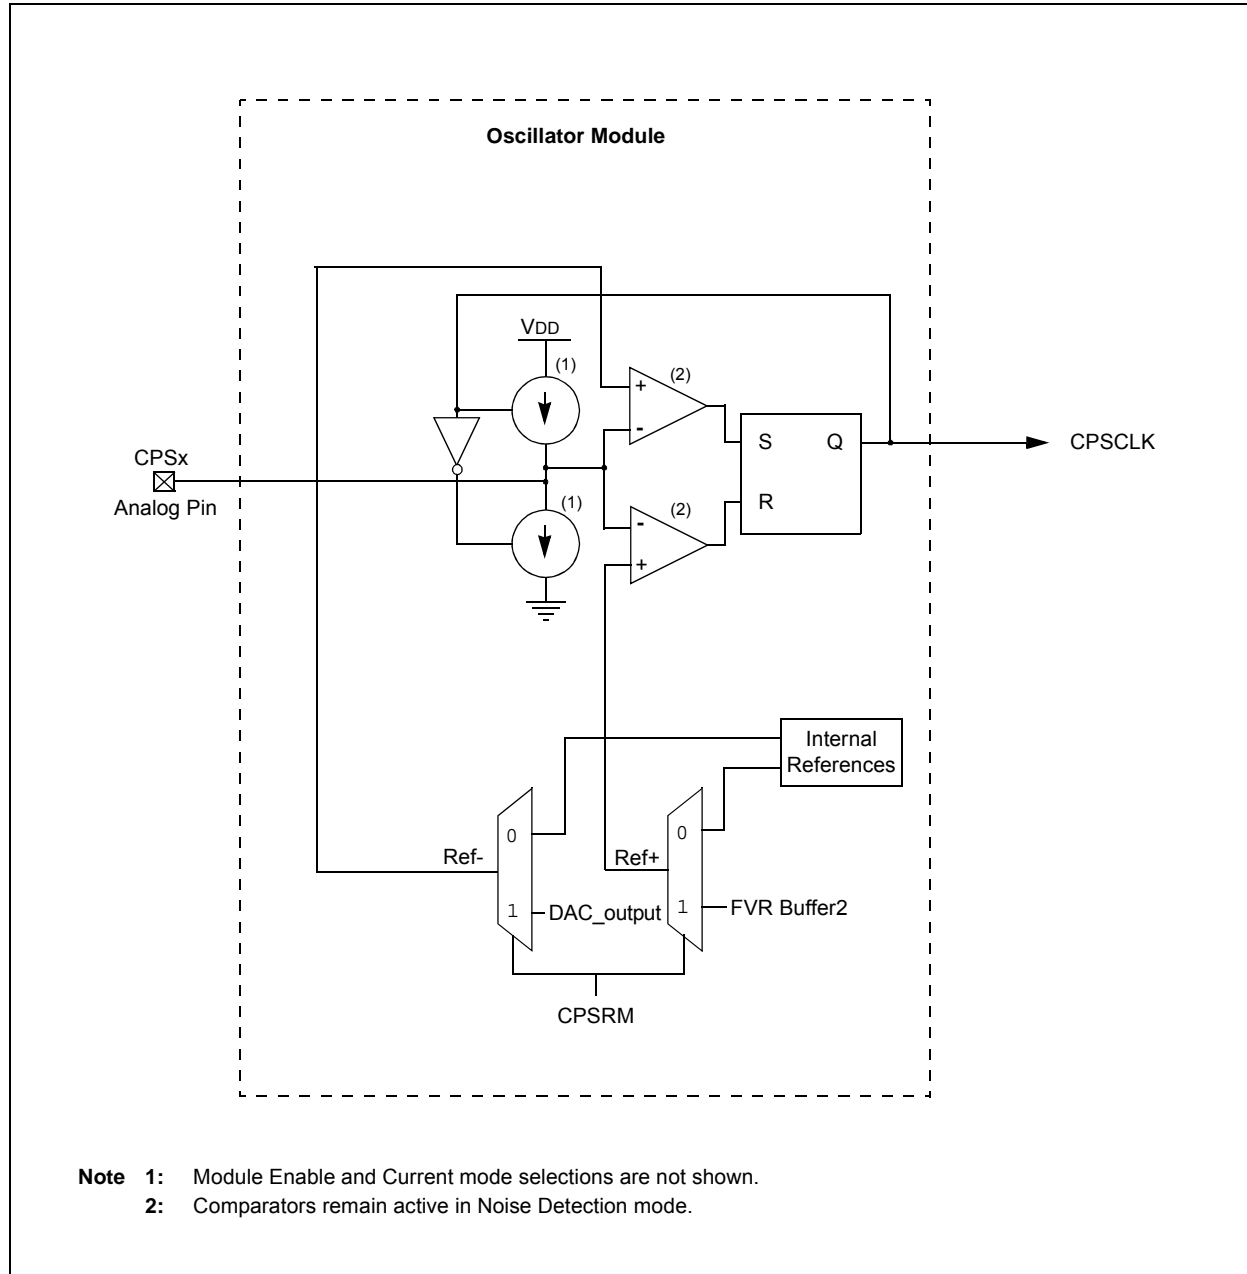 Oscillator Module
VDD
(1)
(2)
+
-
S Q
CPSCLK
CPSx
Analog Pin
(1)
(2)
R
-
+
Internal
References
0
0
Ref-
Ref+
1
DAC_output
1
FVR Buffer2
CPSRM
Note 1: Module Enable and Current mode selections are not shown.
2: Comparators remain active in Noise Detection mode.